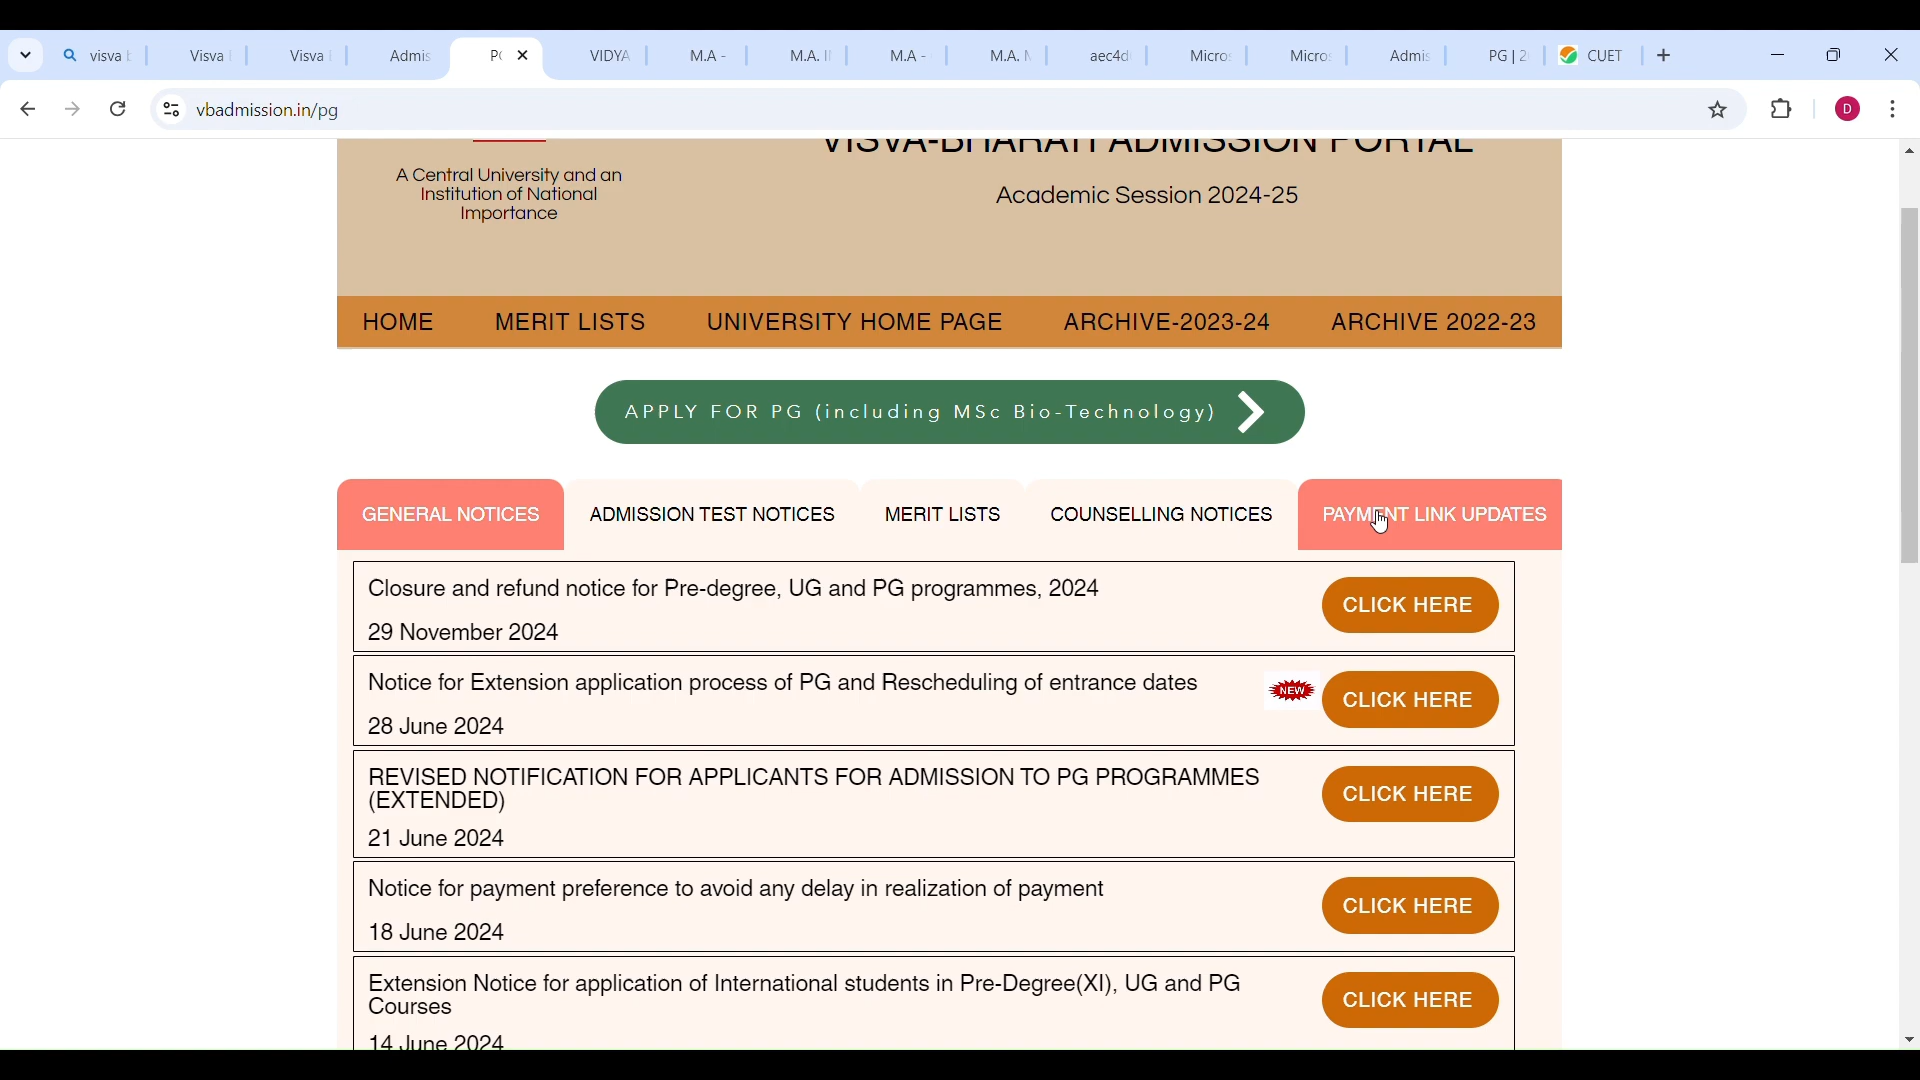 visva b
Visva B
Visva B
Admis
PG
VIDYA
M.A -
M.A. I
M.A -
M.A. M
aec4d
Micros
Micros
Admis
PG | 2
CUET
vbadmission.in/pg
D
VISVA-BHARATI ADMISSION PORTAL
A Central University and an
Institution of National
Importance
Academic Session 2024-25
HOME MERIT LISTS UNIVERSITY HOME PAGE ARCHIVE-2023-24 ARCHIVE 2022-23
APPLY FOR PG (including MSc Bio-Technology)
GENERAL NOTICES ADMISSION TEST NOTICES MERIT LISTS COUNSELLING NOTICES PAYMENT LINK UPDATES
Closure and refund notice for Pre-degree, UG and PG programmes, 2024
CLICK HERE
29 November 2024
Notice for Extension application process of PG and Rescheduling of entrance dates
NEW
CLICK HERE
28 June 2024
REVISED NOTIFICATION FOR APPLICANTS FOR ADMISSION TO PG PROGRAMMES
(EXTENDED)
CLICK HERE
21 June 2024
Notice for payment preference to avoid any delay in realization of payment
CLICK HERE
18 June 2024
Extension Notice for application of International students in Pre-Degree(XI), UG and PG
Courses
CLICK HERE
14 June 2024